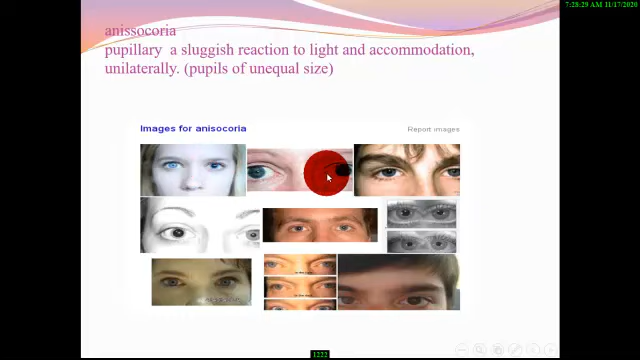 7:28:29 AM 11/17/2020
anissocoria
pupillary a sluggish reaction to light and accommodation,
unilaterally. (pupils of unequal size)
Images for anisocoria
Report images
1222